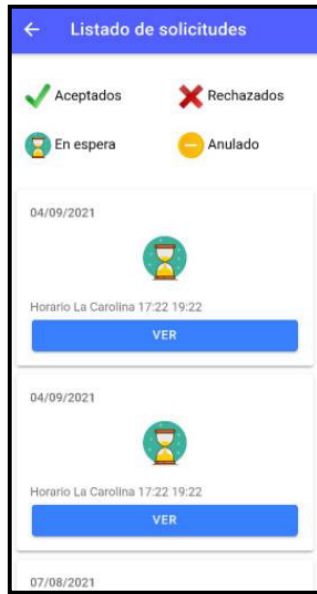 Listado de solicitudes
Aceptados
Rechazados
En espera
Anulado
04/09/2021
Horario La Carolina 17:22 19:22
VER
04/09/2021
Horario La Carolina 17:22 19:22
VER
07/08/2021